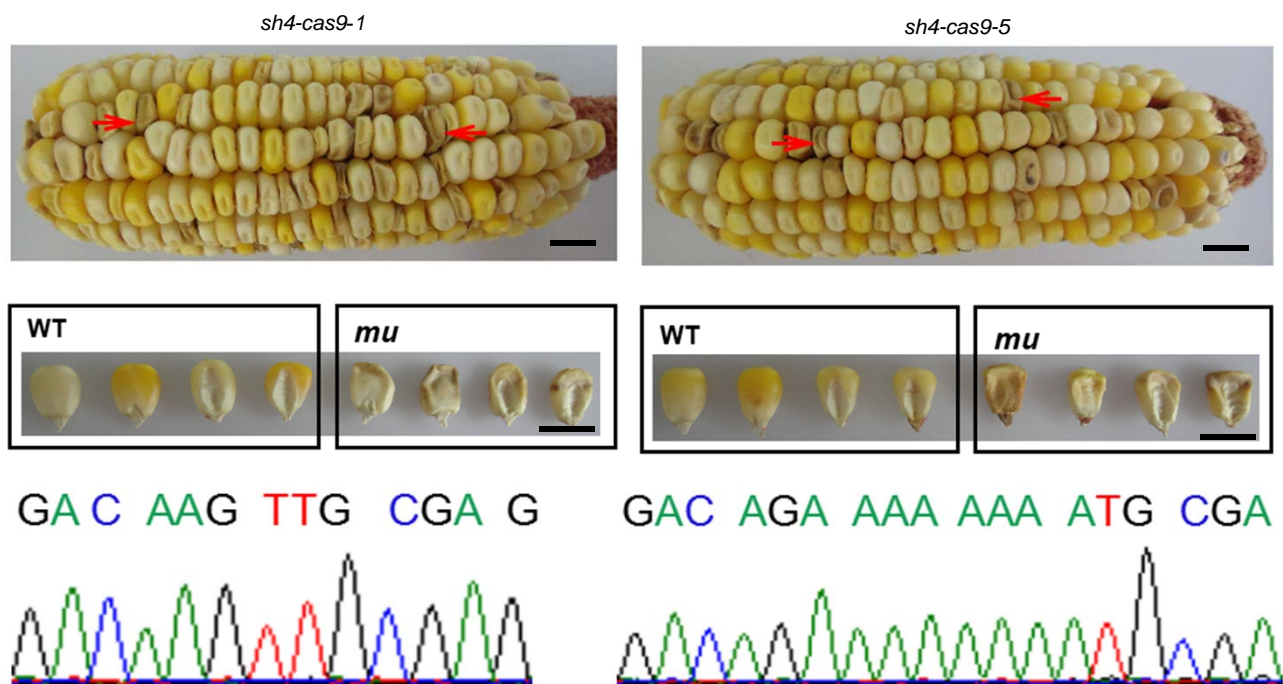 sh4-cas9-1
sh4-cas9-5
WT
mu
WT
mu
GAC AAG TTG CGA G
GAC AGA AAA AAA ATG CGA